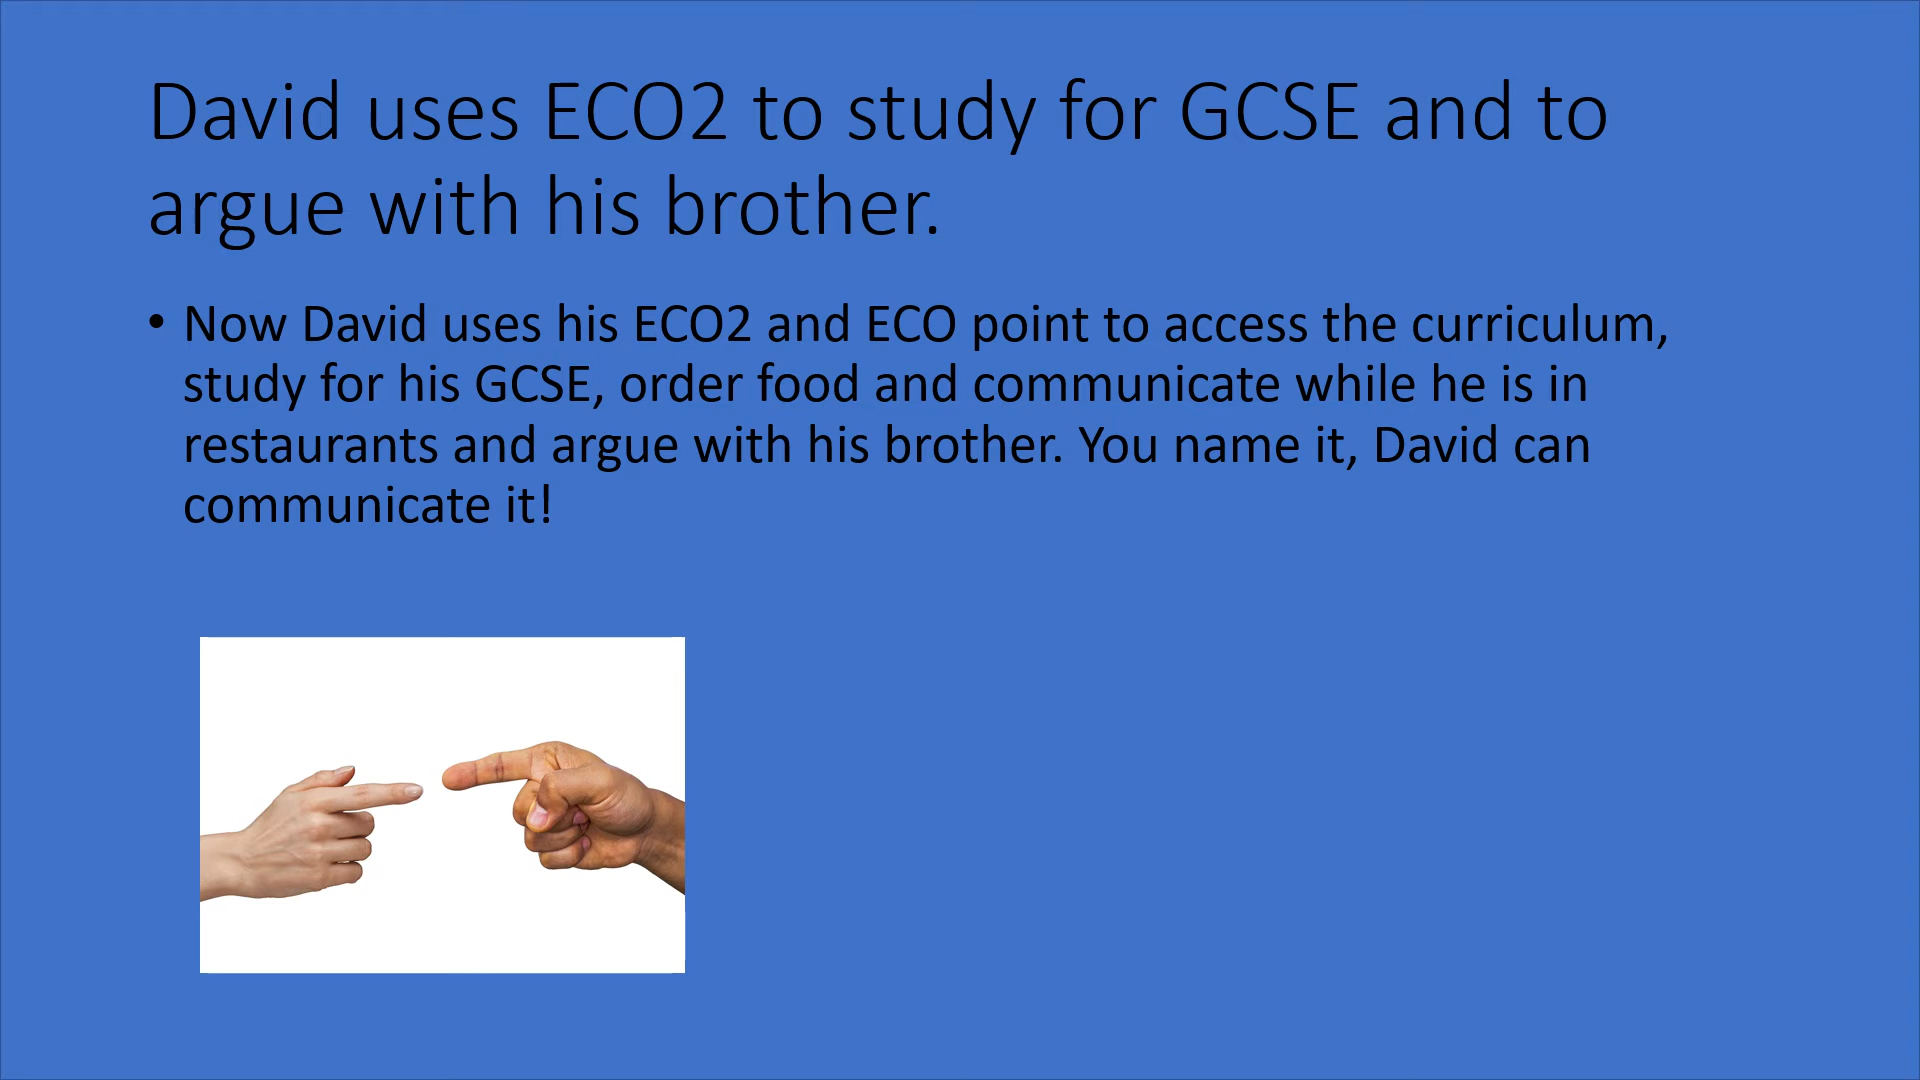 David uses ECO2 to study for GCSE and to
argue with his brother.
• Now David uses his ECO2 and ECO point to access the curriculum,
study for his GCSE, order food and communicate while he is in
restaurants and argue with his brother. You name it, David can
communicate it!